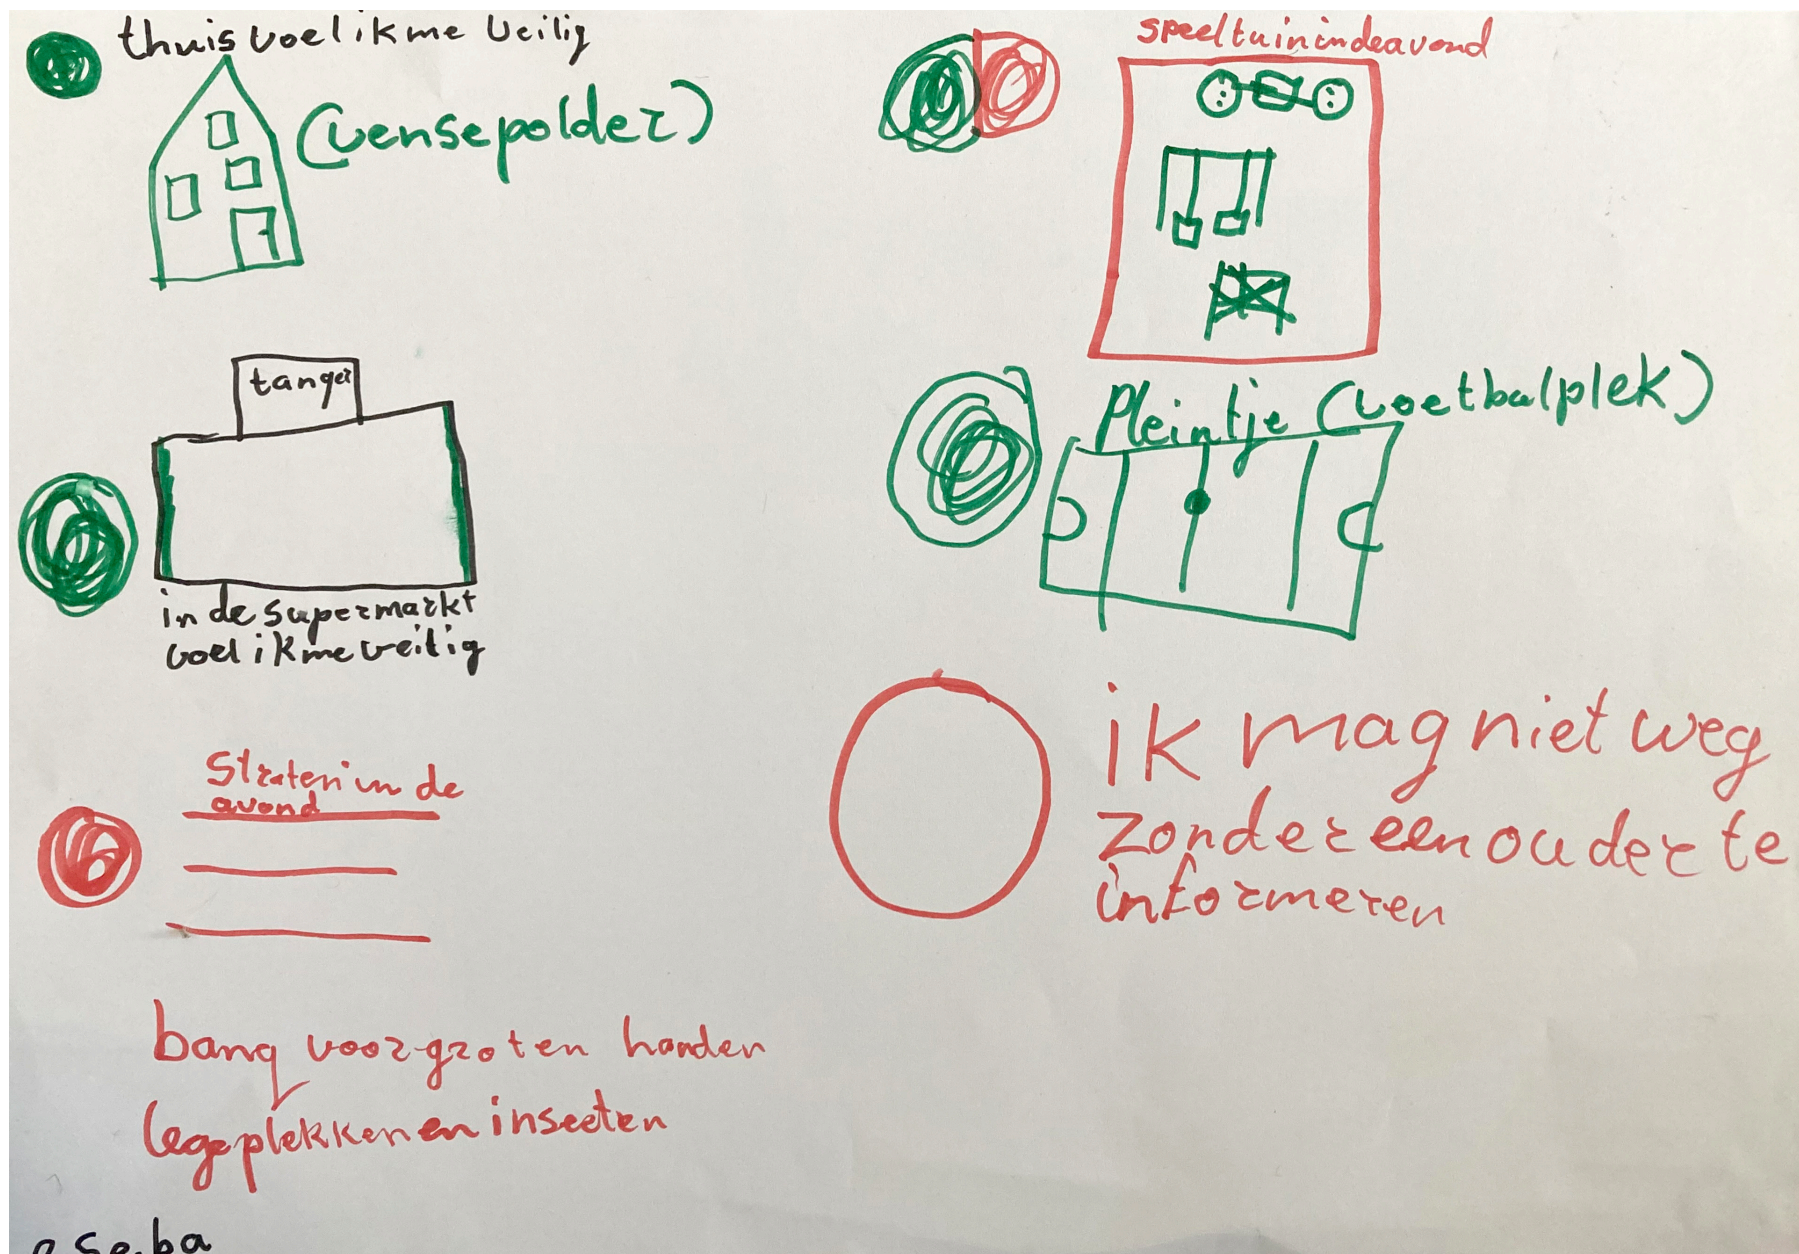 thuis voel ik me veilig
(vensepolder)
tanger
in de supermarkt
voel ik me veilig
Straten in de
avond
bang voor groten honden
lege plekken en insecten
speeltuin in de avond
Pleintje (voetbalplek)
ik mag niet weg
zonder een ouder te
informeren